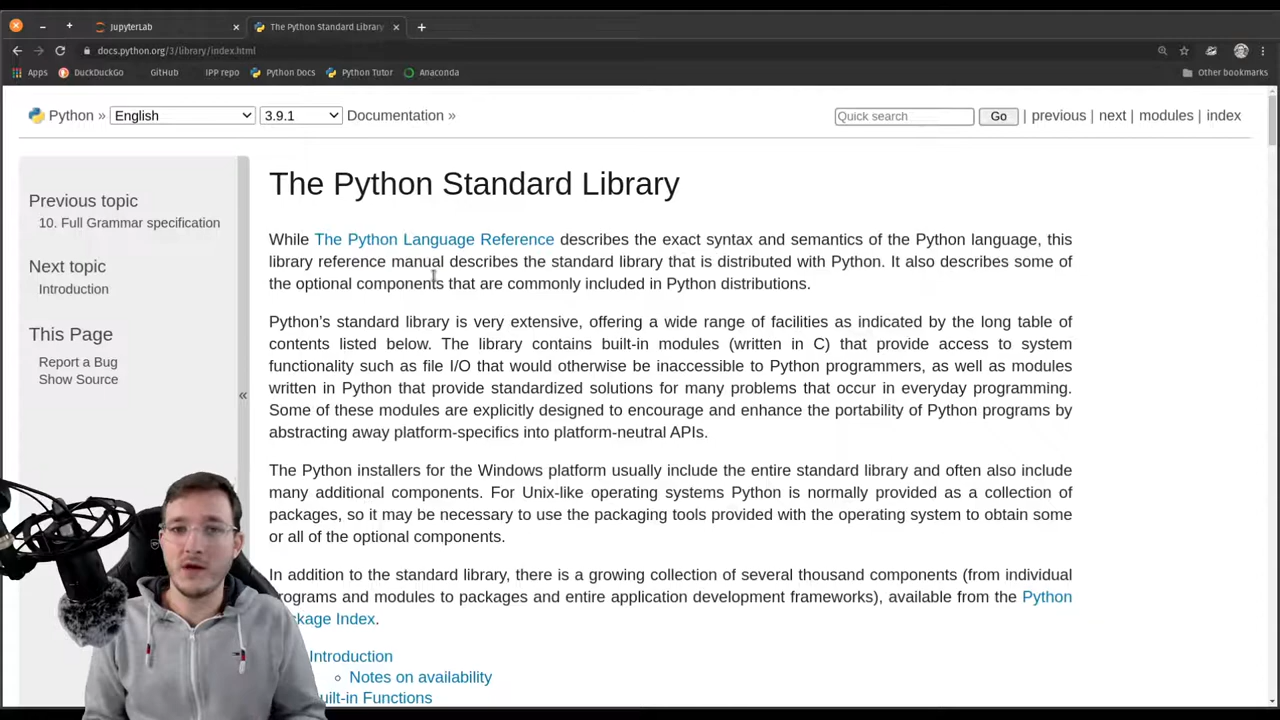 JupyterLab
The Python Standard Library
docs.python.org/3/library/index.html
Apps DuckDuckGo GitHub IPP repo Python Docs Python Tutor Anaconda Other bookmarks
Python » English 3.9.1 Documentation » Quick search Go | previous | next | modules | index
Previous topic
10. Full Grammar specification
Next topic
Introduction
This Page
Report a Bug
Show Source
«
The Python Standard Library
While The Python Language Reference describes the exact syntax and semantics of the Python language, this
library reference manual describes the standard library that is distributed with Python. It also describes some of
the optional components that are commonly included in Python distributions.
Python’s standard library is very extensive, offering a wide range of facilities as indicated by the long table of
contents listed below. The library contains built-in modules (written in C) that provide access to system
functionality such as file I/O that would otherwise be inaccessible to Python programmers, as well as modules
written in Python that provide standardized solutions for many problems that occur in everyday programming.
Some of these modules are explicitly designed to encourage and enhance the portability of Python programs by
abstracting away platform-specifics into platform-neutral APIs.
The Python installers for the Windows platform usually include the entire standard library and often also include
many additional components. For Unix-like operating systems Python is normally provided as a collection of
packages, so it may be necessary to use the packaging tools provided with the operating system to obtain some
or all of the optional components.
In addition to the standard library, there is a growing collection of several thousand components (from individual
rograms and modules to packages and entire application development frameworks), available from the Python
ckage Index.
Introduction
◦ Notes on availability
uilt-in Functions